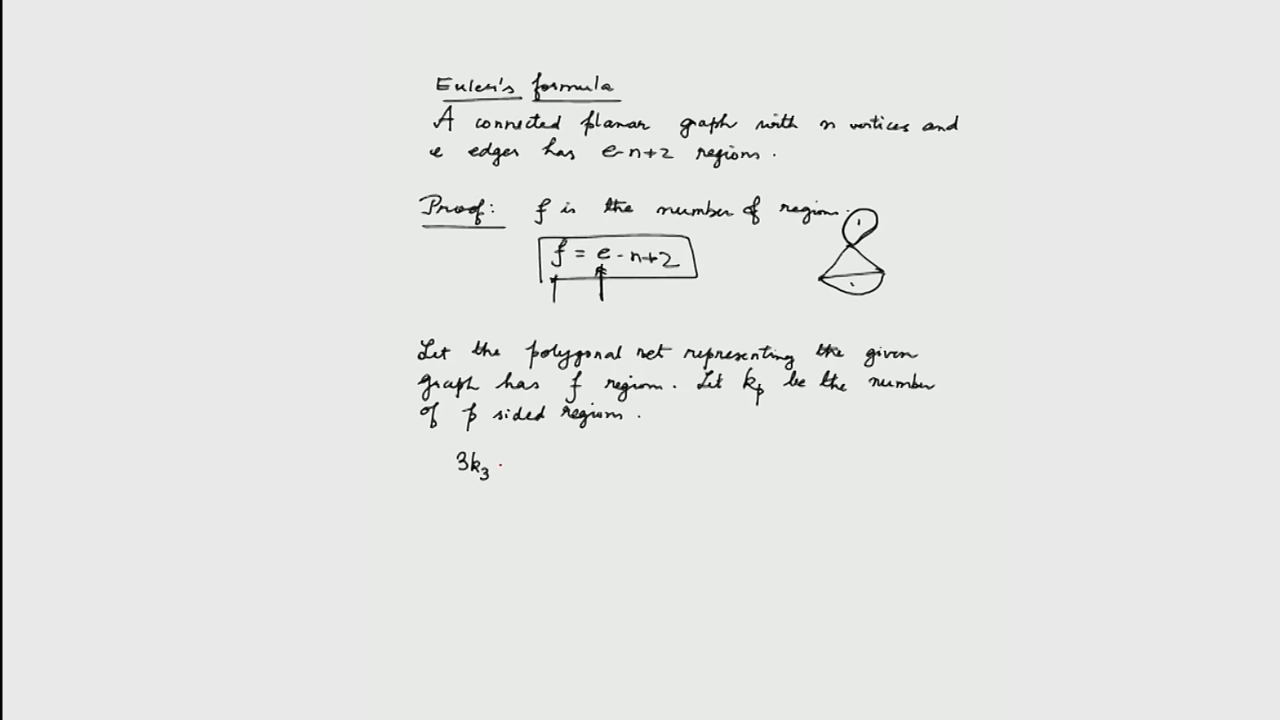 Euler's formula
A connected planar graph with n vertices and
e edges has e-n+2 regions.
Proof: f is the number of region.
f = e - n+2
Let the polygonal net representing the given
graph has f region. Let kp be the number
of p sided regions.
3k3